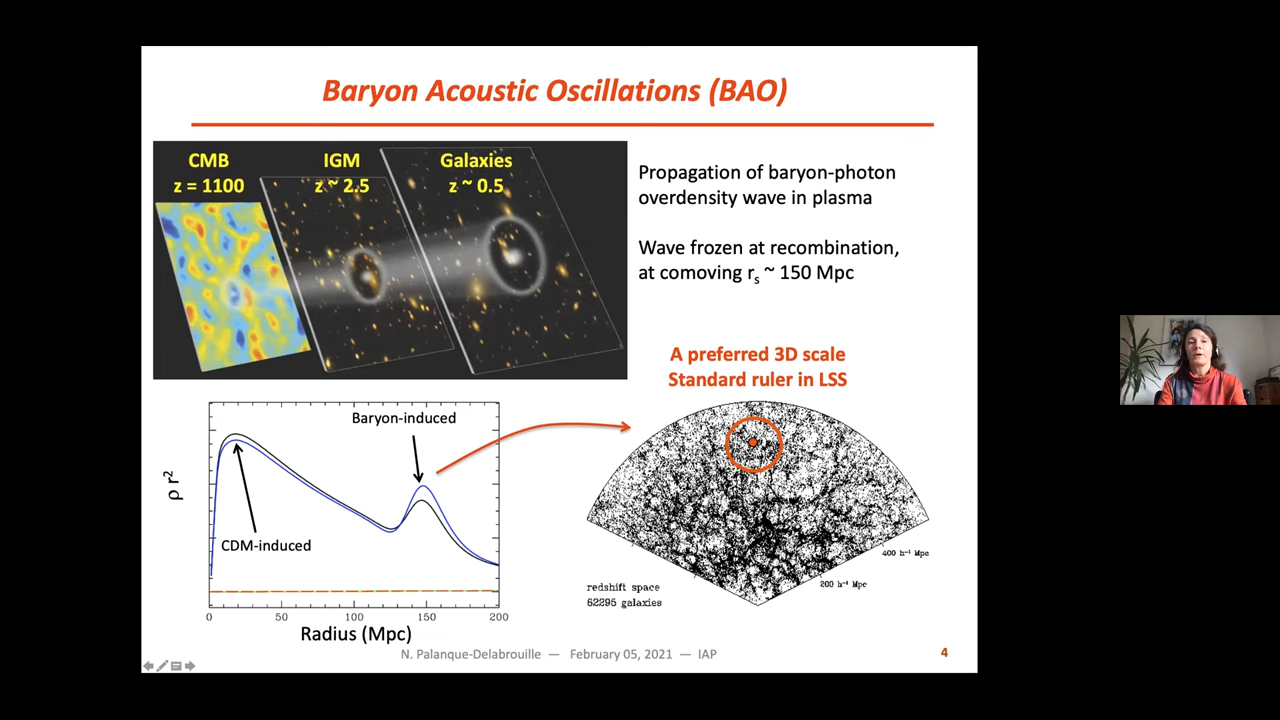 Baryon Acoustic Oscillations (BAO)
CMB
z = 1100
IGM
z ~ 2.5
Galaxies
z ~ 0.5
Propagation of baryon-photon
overdensity wave in plasma
Wave frozen at recombination,
at comoving rs ~ 150 Mpc
A preferred 3D scale
Standard ruler in LSS
Baryon-induced
CDM-induced
ρ r²
0 50 100 150 200
Radius (Mpc)
400 h⁻¹ Mpc
200 h⁻¹ Mpc
redshift space
62295 galaxies
N. Palanque-Delabrouille — February 05, 2021 — IAP
4